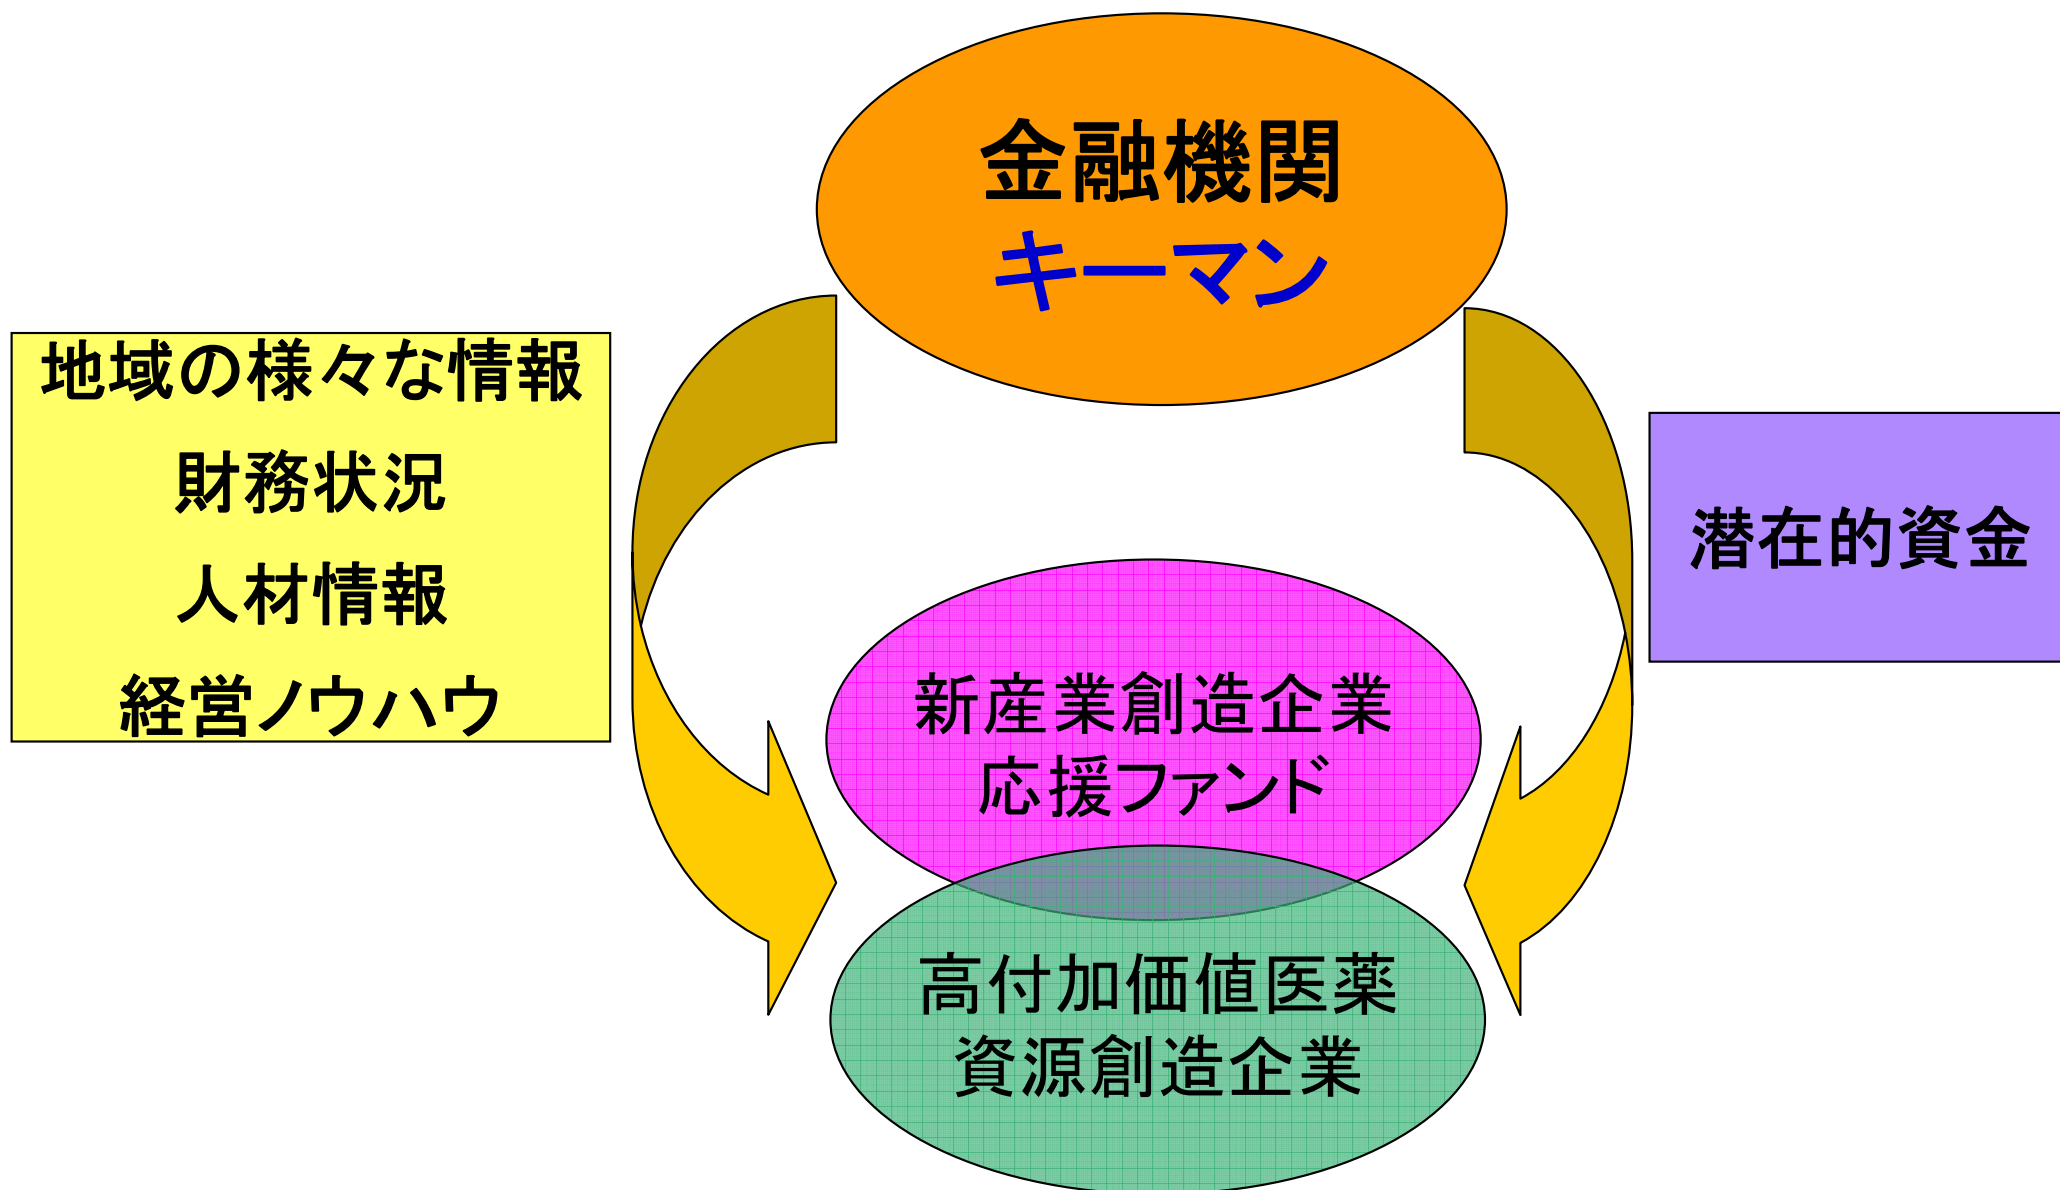 金融機関
キーマン
地域の様々な情報
財務状況
人材情報
経営ノウハウ
潜在的資金
新産業創造企業
応援ファンド
高付加価値医薬
資源創造企業